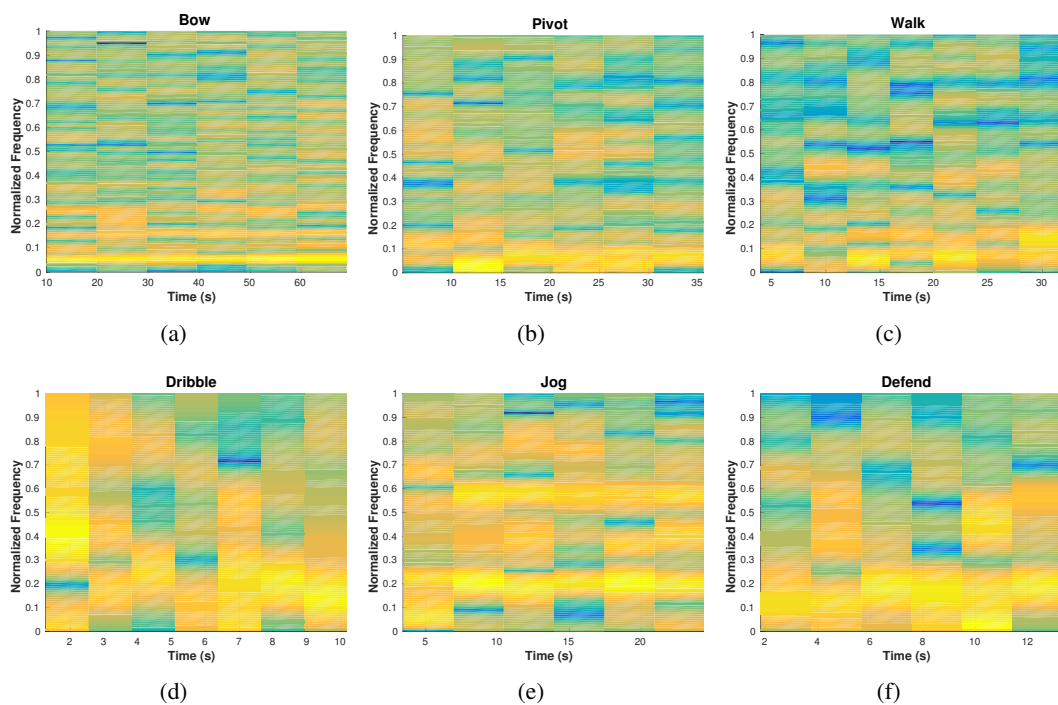 Bow
Normalized Frequency
1
0.9
0.8
0.7
0.6
0.5
0.4
0.3
0.2
0.1
0
10 20 30 40 50 60
Time (s)
(a)
Pivot
Normalized Frequency
1
0.9
0.8
0.7
0.6
0.5
0.4
0.3
0.2
0.1
0
10 15 20 25 30 35
Time (s)
(b)
Walk
Normalized Frequency
1
0.9
0.8
0.7
0.6
0.5
0.4
0.3
0.2
0.1
0
5 10 15 20 25 30
Time (s)
(c)
Dribble
Normalized Frequency
1
0.9
0.8
0.7
0.6
0.5
0.4
0.3
0.2
0.1
0
2 3 4 5 6 7 8 9 10
Time (s)
(d)
Jog
Normalized Frequency
1
0.9
0.8
0.7
0.6
0.5
0.4
0.3
0.2
0.1
0
5 10 15 20
Time (s)
(e)
Defend
Normalized Frequency
1
0.9
0.8
0.7
0.6
0.5
0.4
0.3
0.2
0.1
0
2 4 6 8 10 12
Time (s)
(f)